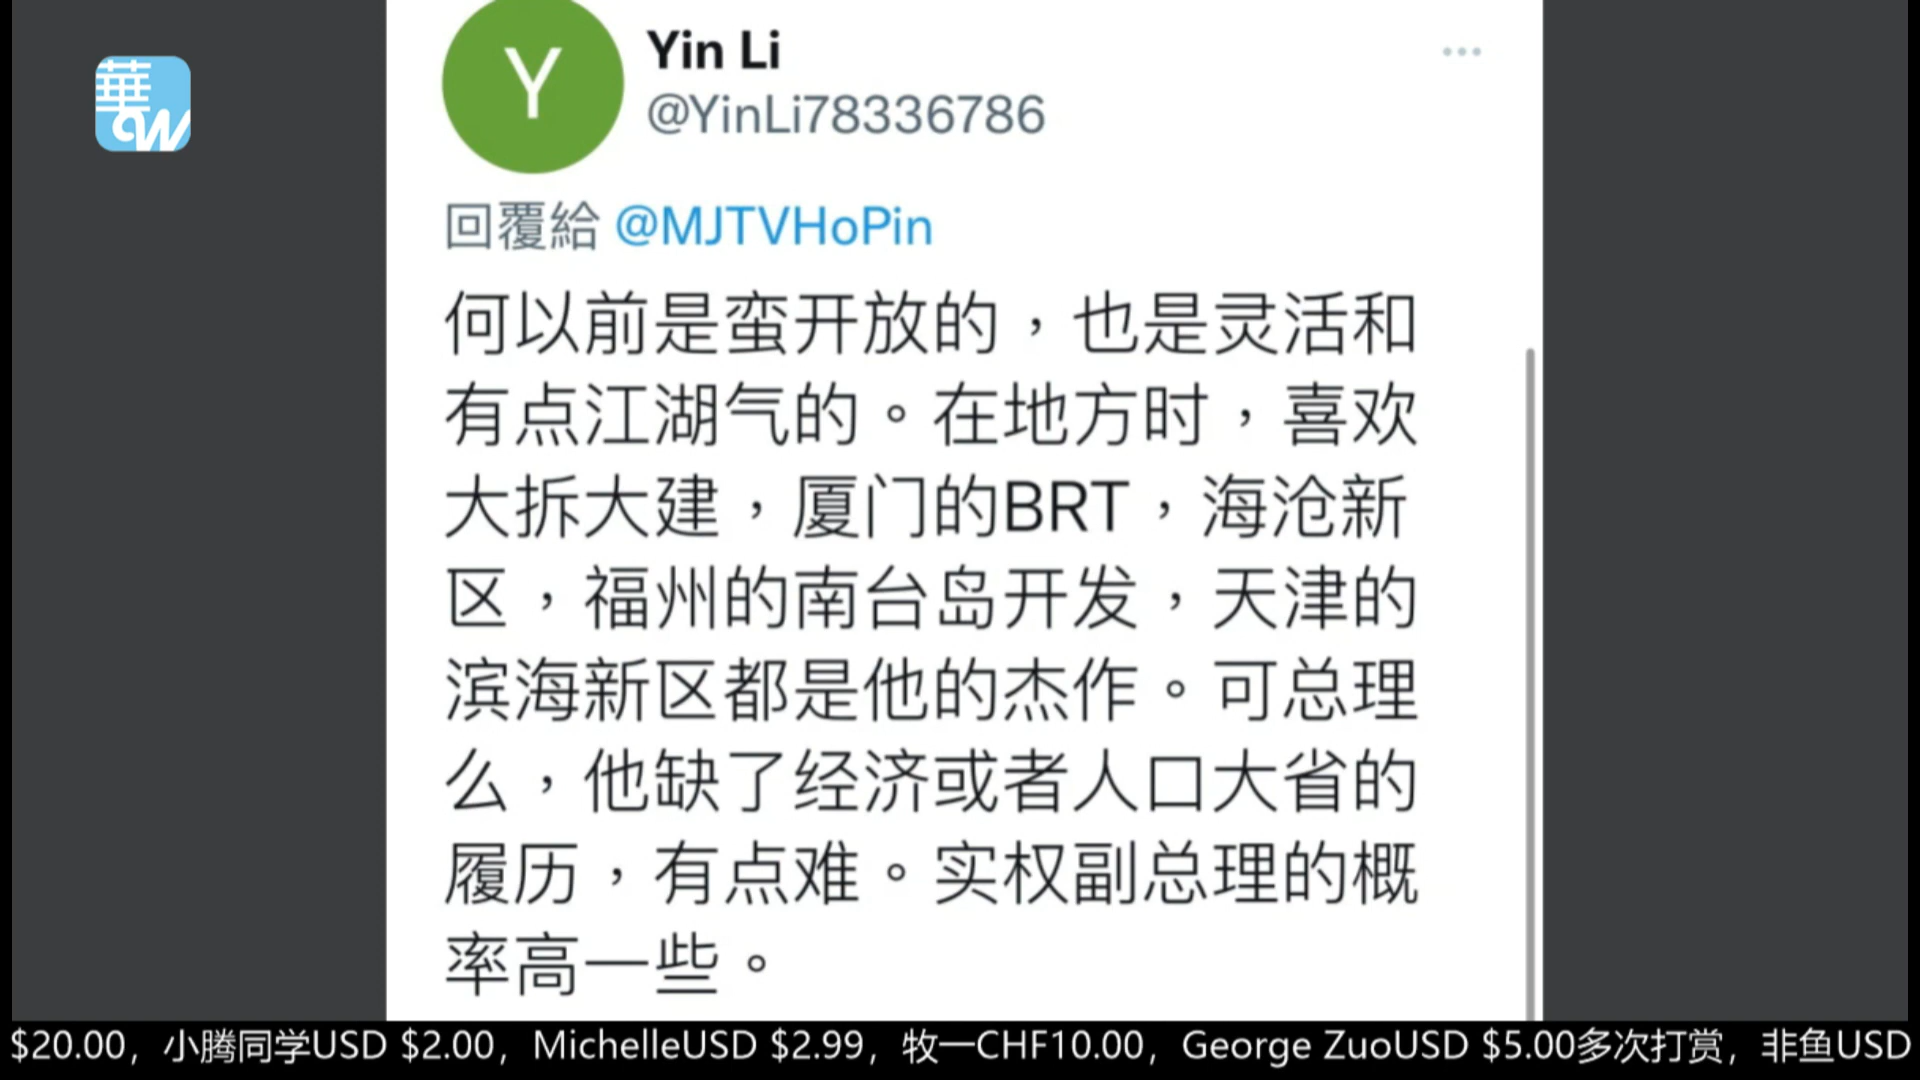 華
aw
Y
Yin Li
@YinLi78336786
回覆給 @MJTVHoPin
何以前是蛮开放的，也是灵活和
有点江湖气的。在地方时，喜欢
大拆大建，厦门的BRT，海沧新
区，福州的南台岛开发，天津的
滨海新区都是他的杰作。可总理
么，他缺了经济或者人口大省的
履历，有点难。实权副总理的概
率高一些。
$20.00，小腾同学USD $2.00，MichelleUSD $2.99，牧一CHF10.00，George ZuoUSD $5.00多次打赏，非鱼USD